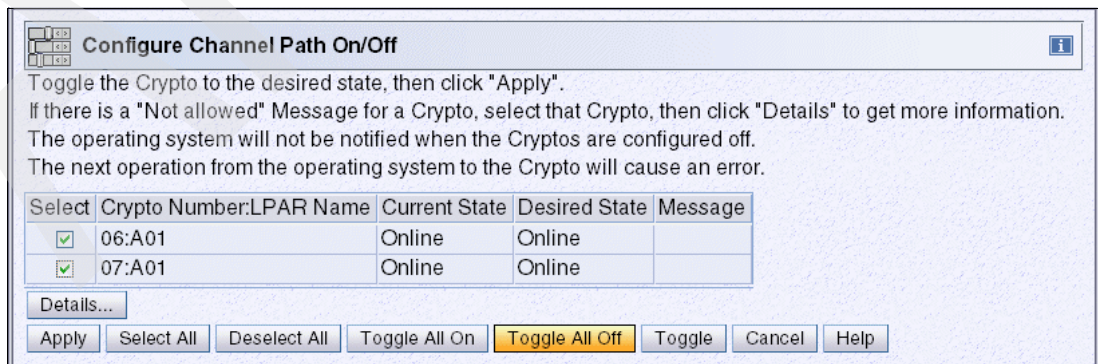 Configure Channel Path On/Off
Toggle the Crypto to the desired state, then click "Apply".
If there is a "Not allowed" Message for a Crypto, select that Crypto, then click "Details" to get more information.
The operating system will not be notified when the Cryptos are configured off.
The next operation from the operating system to the Crypto will cause an error.
Select Crypto Number:LPAR Name Current State Desired State Message
06:A01 Online Online
07:A01 Online Online
Details...
Apply Select All Deselect All Toggle All On Toggle All Off Toggle Cancel Help